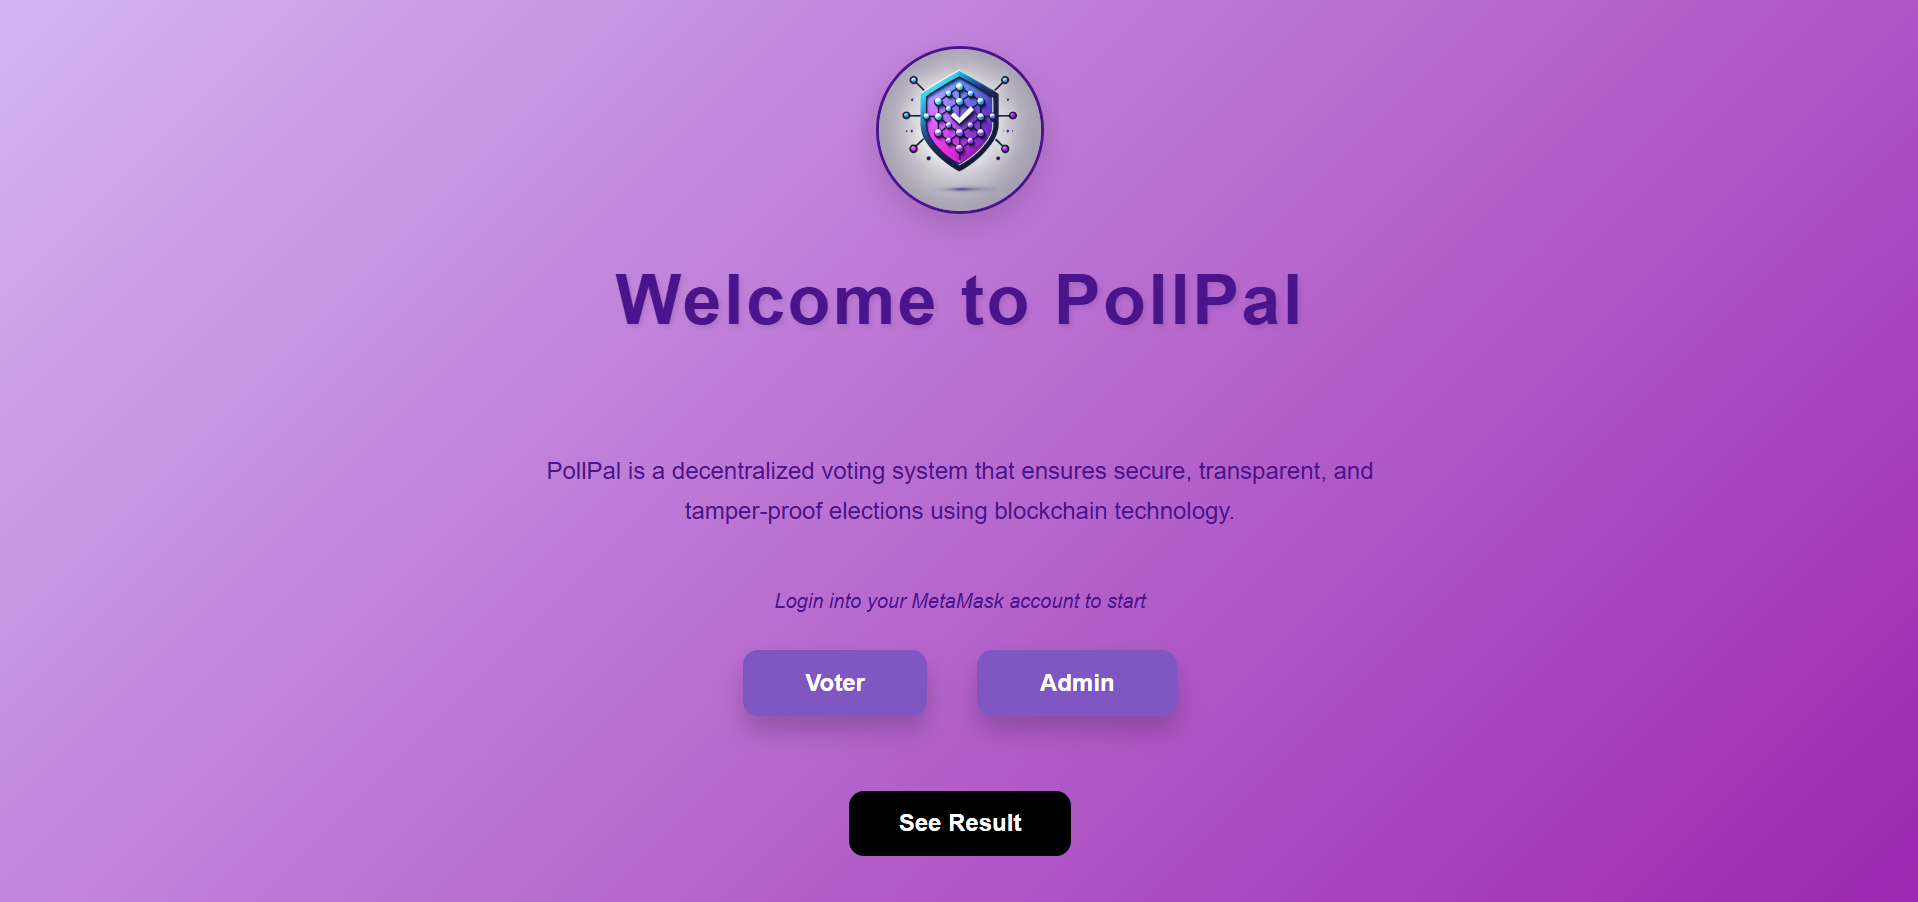 Welcome to PollPal
PollPal is a decentralized voting system that ensures secure, transparent, and
tamper-proof elections using blockchain technology.
Login into your MetaMask account to start
Voter
Admin
See Result